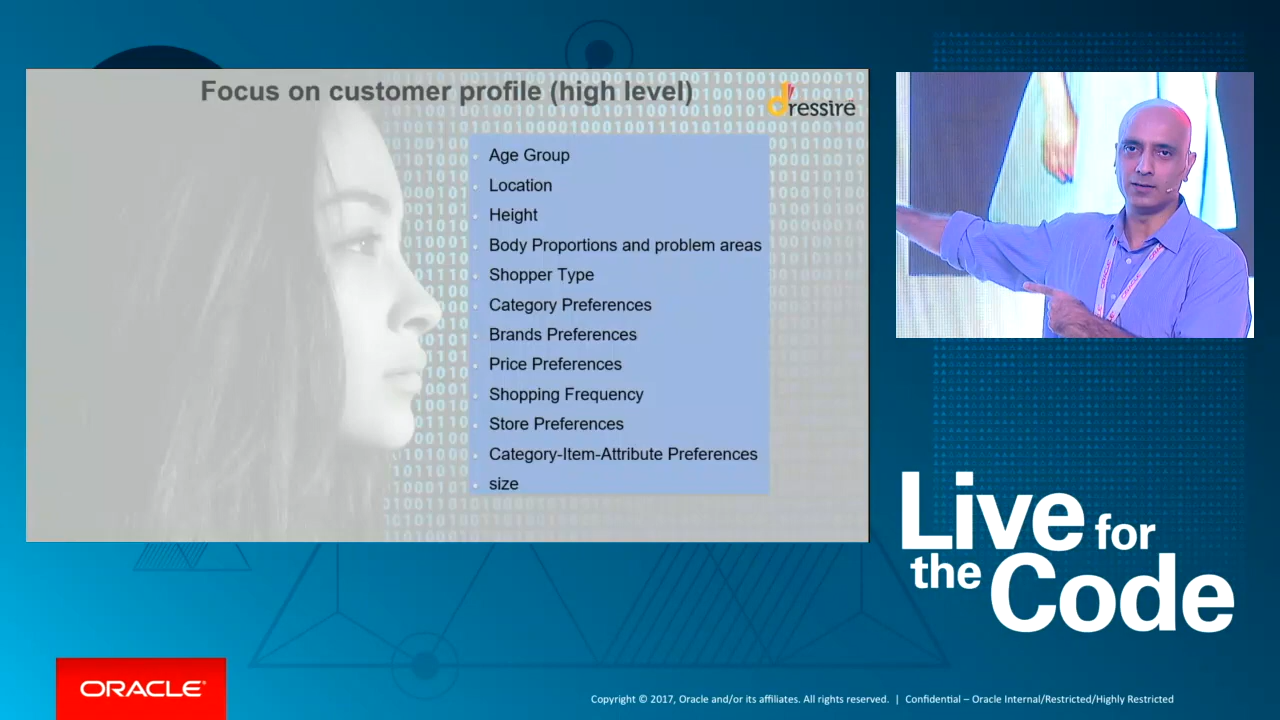 Focus on customer profile (high level)
dressire
Age Group
Location
Height
Body Proportions and problem areas
Shopper Type
Category Preferences
Brands Preferences
Price Preferences
Shopping Frequency
Store Preferences
Category-Item-Attribute Preferences
size
Live for
the Code
ORACLE
Copyright © 2017, Oracle and/or its affiliates. All rights reserved. | Confidential – Oracle Internal/Restricted/Highly Restricted